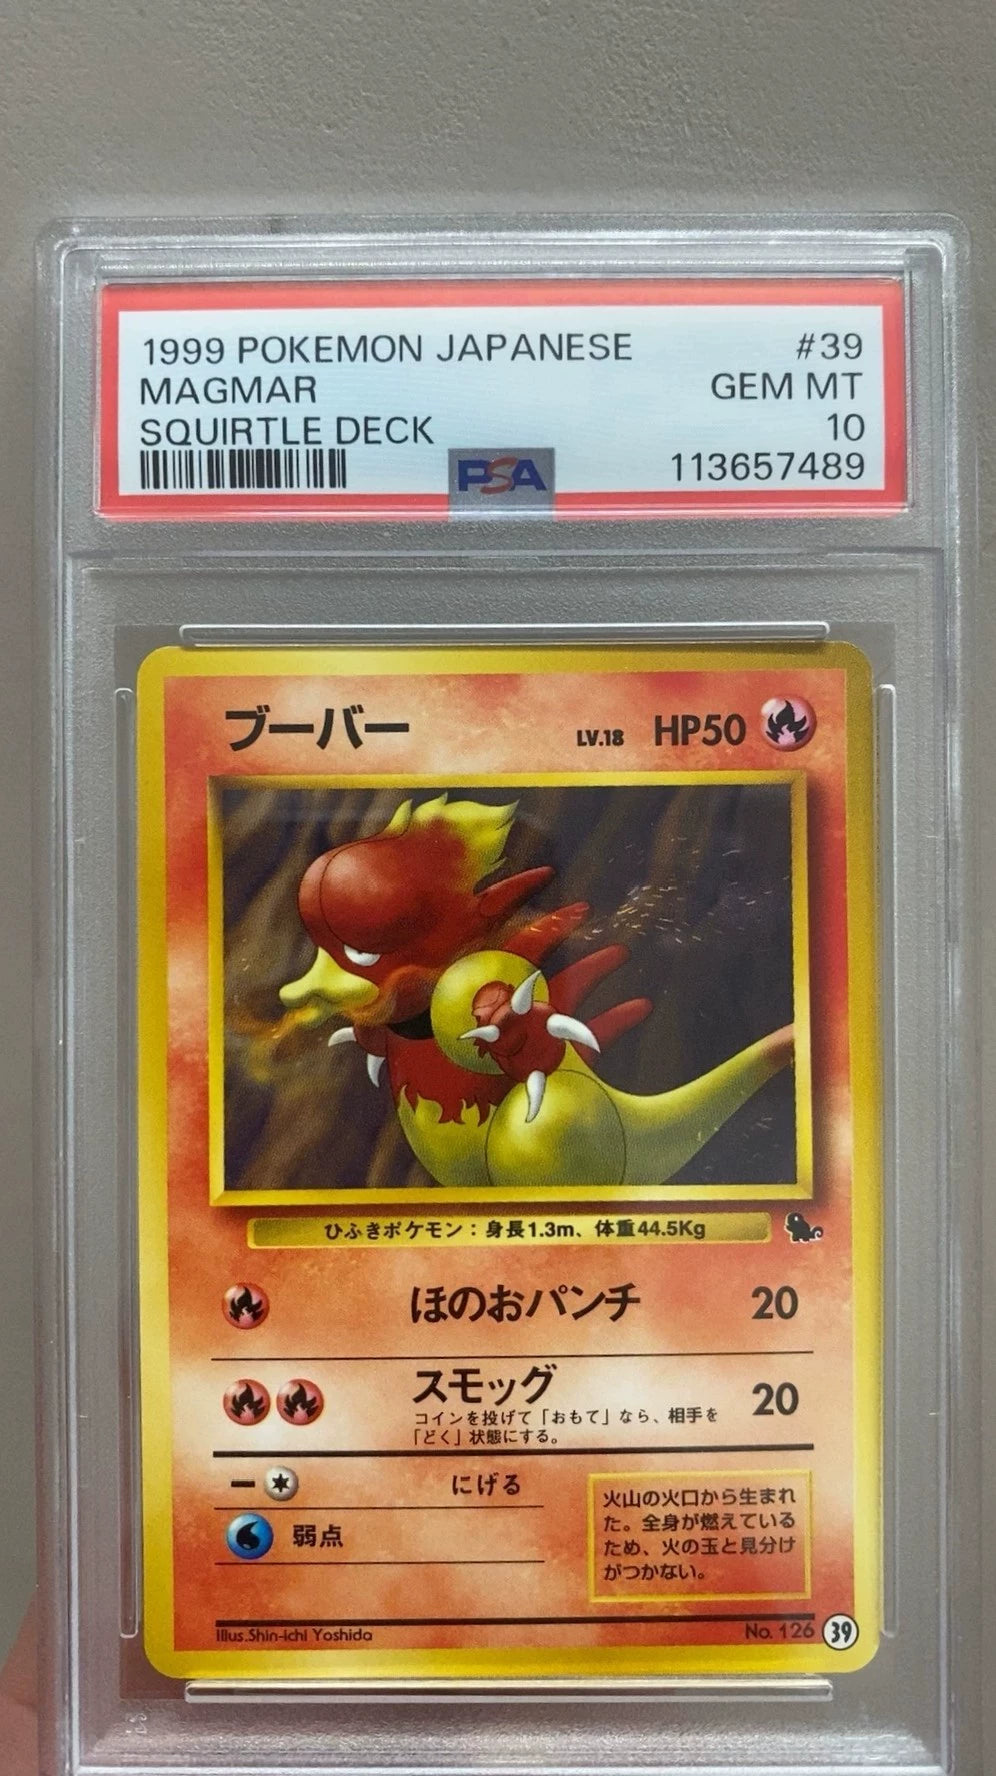 1999 POKEMON JAPANESE #39
MAGMAR GEM MT
SQUIRTLE DECK 10
PSA 113657489
ブーバー LV.18 HP50
ひふきポケモン：身長1.3m、体重44.5Kg
ほのおパンチ 20
スモッグ 20
コインを投げて「おもて」なら、相手を
「どく」状態にする。
にげる
弱点
火山の火口から生まれ
た。全身が燃えている
ため、火の玉と見分け
がつかない。
Illus.Shin-ichi Yoshida No. 126 39